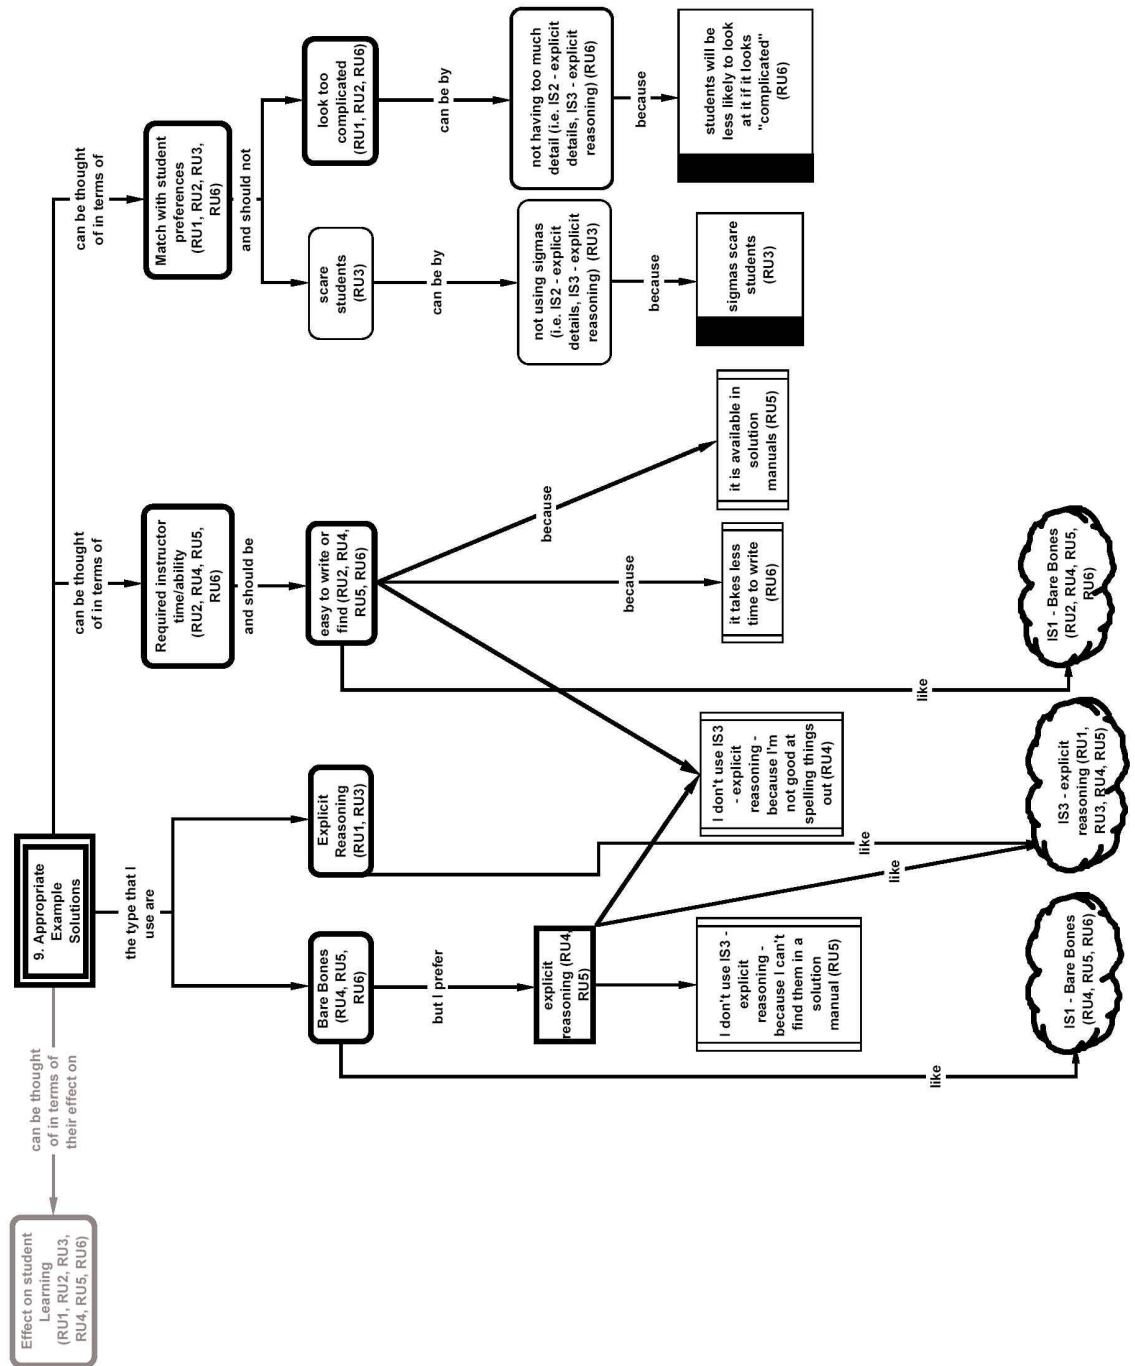 9. Appropriate
Example
Solutions
can be thought
of in terms of
their effect on
Effect on student
Learning
(RU1, RU2, RU3,
RU4, RU5, RU6)
the type that I
use are
can be thought
of in terms of
can be thought
of in terms of
Bare Bones
(RU4, RU5,
RU6)
Explicit
Reasoning
(RU1, RU3)
Required instructor
time/ability
(RU2, RU4, RU5,
RU6)
Match with student
preferences
(RU1, RU2, RU3,
RU6)
and should be
and should not
easy to write or
find (RU2, RU4,
RU5, RU6)
scare
students
(RU3)
look too
complicated
(RU1, RU2, RU6)
but I prefer
can be by
can be by
explicit
reasoning (RU4,
RU5)
not using sigmas
(i.e. IS2 - explicit
details, IS3 - explicit
reasoning) (RU3)
not having too much
detail (i.e. IS2 - explicit
details, IS3 - explicit
reasoning) (RU6)
because
because
because
because
I don't use IS3 -
explicit
reasoning -
because I can't
find them in a
solution
manual (RU5)
I don't use IS3
- explicit
reasoning -
because I'm
not good at
spelling things
out (RU4)
it takes less
time to write
(RU6)
it is available in
solution
manuals (RU5)
sigmas scare
students
(RU3)
students will be
less likely to look
at it if it looks
"complicated"
(RU6)
like
like
like
like
IS1 - Bare Bones
(RU4, RU5, RU6)
IS3 - explicit
reasoning (RU1,
RU3, RU4, RU5)
IS1 - Bare Bones
(RU2, RU4, RU5,
RU6)